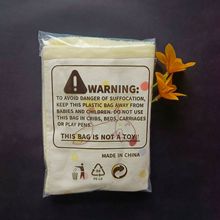 WARNING:
TO AVOID DANGER OF SUFFOCATION,
KEEP THIS PLASTIC BAG AWAY FROM
BABIES AND CHILDREN. DO NOT USE
THIS BAG IN CRIBS, BEDS, CARRIAGES
OR PLAY PENS.
THIS BAG IS NOT A TOY!
MADE IN CHINA